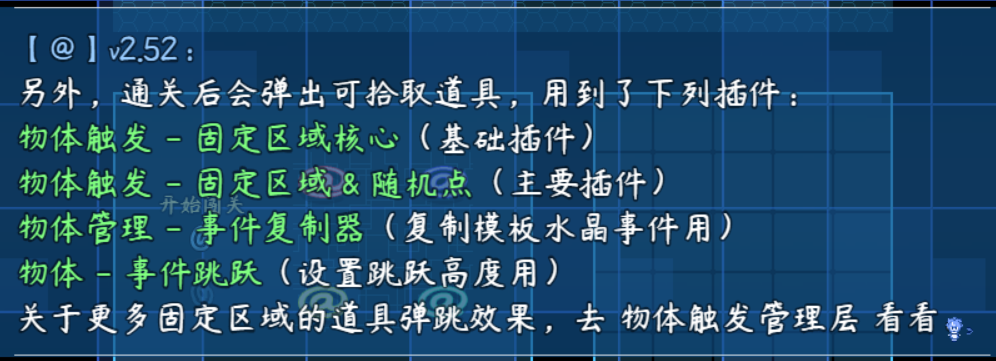 【@】v2.52：
另外，通关后会弹出可拾取道具，用到了下列插件：
物体触发 - 固定区域核心（基础插件）
物体触发 - 固定区域 & 随机点（主要插件）
开始闯关
物体管理 - 事件复制器（复制模板水晶事件用）
物体 - 事件跳跃（设置跳跃高度用）
关于更多固定区域的道具弹跳效果，去 物体触发管理层 看看